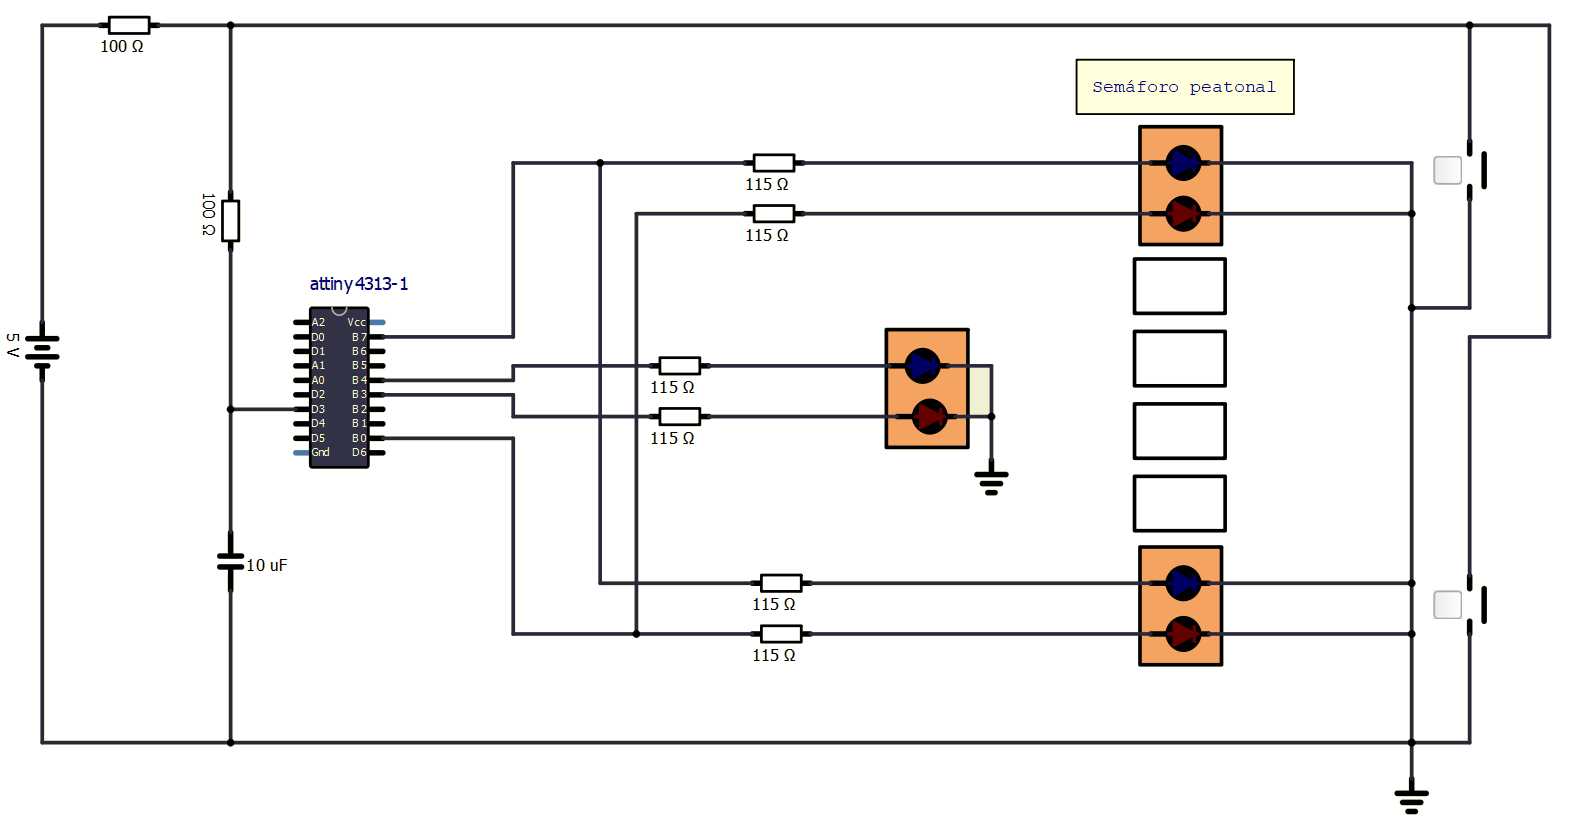 100 Ω
Semáforo peatonal
115 Ω
100 Ω
115 Ω
attiny4313-1
A2 Vcc
D0 B7
D1 B6
A1 B5
A0 B4
D2 B3
D3 B2
D4 B1
D5 B0
Gnd D6
5 V
115 Ω
115 Ω
10 uF
115 Ω
115 Ω